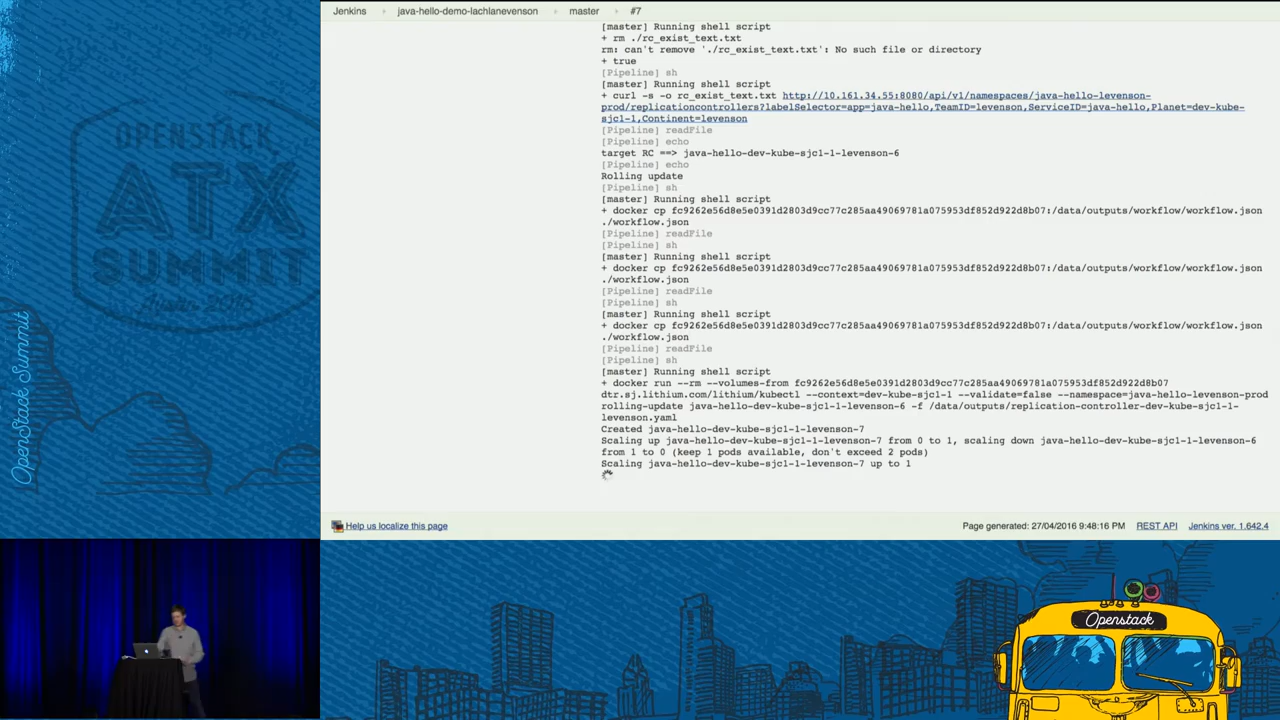 Jenkins java-hello-demo-lachlanevenson master #7
[master] Running shell script
+ rm ./rc_exist_text.txt
rm: can't remove './rc_exist_text.txt': No such file or directory
+ true
[Pipeline] sh
[master] Running shell script
+ curl -s -o rc_exist_text.txt http://10.161.34.55:8080/api/v1/namespaces/java-hello-levenson-
prod/replicationcontrollers?labelSelector=app=java-hello,TeamID=levenson,ServiceID=java-hello,Planet=dev-kube-
sjc1-1,Continent=levenson
[Pipeline] readFile
[Pipeline] echo
target RC ==> java-hello-dev-kube-sjc1-1-levenson-6
[Pipeline] echo
Rolling update
[Pipeline] sh
[master] Running shell script
+ docker cp fc9262e56d8e5e0391d2803d9cc77c285aa49069781a075953df852d922d8b07:/data/outputs/workflow/workflow.json
./workflow.json
[Pipeline] readFile
[Pipeline] sh
[master] Running shell script
+ docker cp fc9262e56d8e5e0391d2803d9cc77c285aa49069781a075953df852d922d8b07:/data/outputs/workflow/workflow.json
./workflow.json
[Pipeline] readFile
[Pipeline] sh
[master] Running shell script
+ docker cp fc9262e56d8e5e0391d2803d9cc77c285aa49069781a075953df852d922d8b07:/data/outputs/workflow/workflow.json
./workflow.json
[Pipeline] readFile
[Pipeline] sh
[master] Running shell script
+ docker run --rm --volumes-from fc9262e56d8e5e0391d2803d9cc77c285aa49069781a075953df852d922d8b07
dtr.sj.lithium.com/lithium/kubectl --context=dev-kube-sjc1-1 --validate=false --namespace=java-hello-levenson-prod
rolling-update java-hello-dev-kube-sjc1-1-levenson-6 -f /data/outputs/replication-controller-dev-kube-sjc1-1-
levenson.yaml
Created java-hello-dev-kube-sjc1-1-levenson-7
Scaling up java-hello-dev-kube-sjc1-1-levenson-7 from 0 to 1, scaling down java-hello-dev-kube-sjc1-1-levenson-6
from 1 to 0 (keep 1 pods available, don't exceed 2 pods)
Scaling java-hello-dev-kube-sjc1-1-levenson-7 up to 1
Help us localize this page
Page generated: 27/04/2016 9:48:16 PM REST API Jenkins ver. 1.642.4
OPENSTACK
ATX
SUMMIT
OpenStack Summit
Openstack